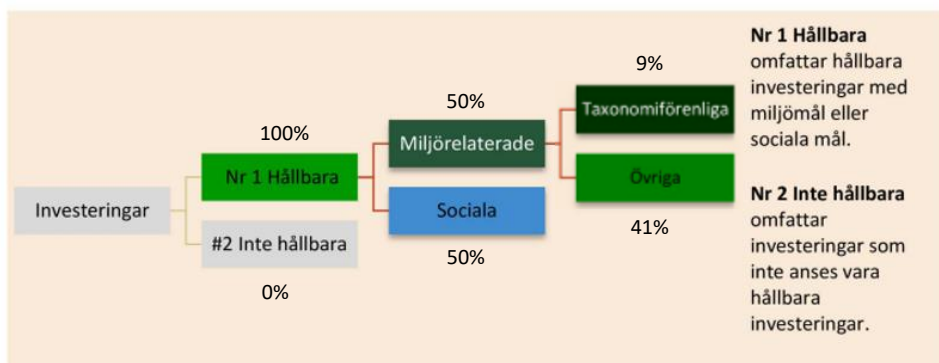 Investeringar
100%
Nr 1 Hållbara
#2 Inte hållbara
0%
50%
Miljörelaterade
Sociala
50%
9%
Taxonomiförenliga
Övriga
41%
Nr 1 Hållbara
omfattar hållbara
investeringar med
miljömål eller
sociala mål.
Nr 2 Inte hållbara
omfattar
investeringar som
inte anses vara
hållbara
investeringar.